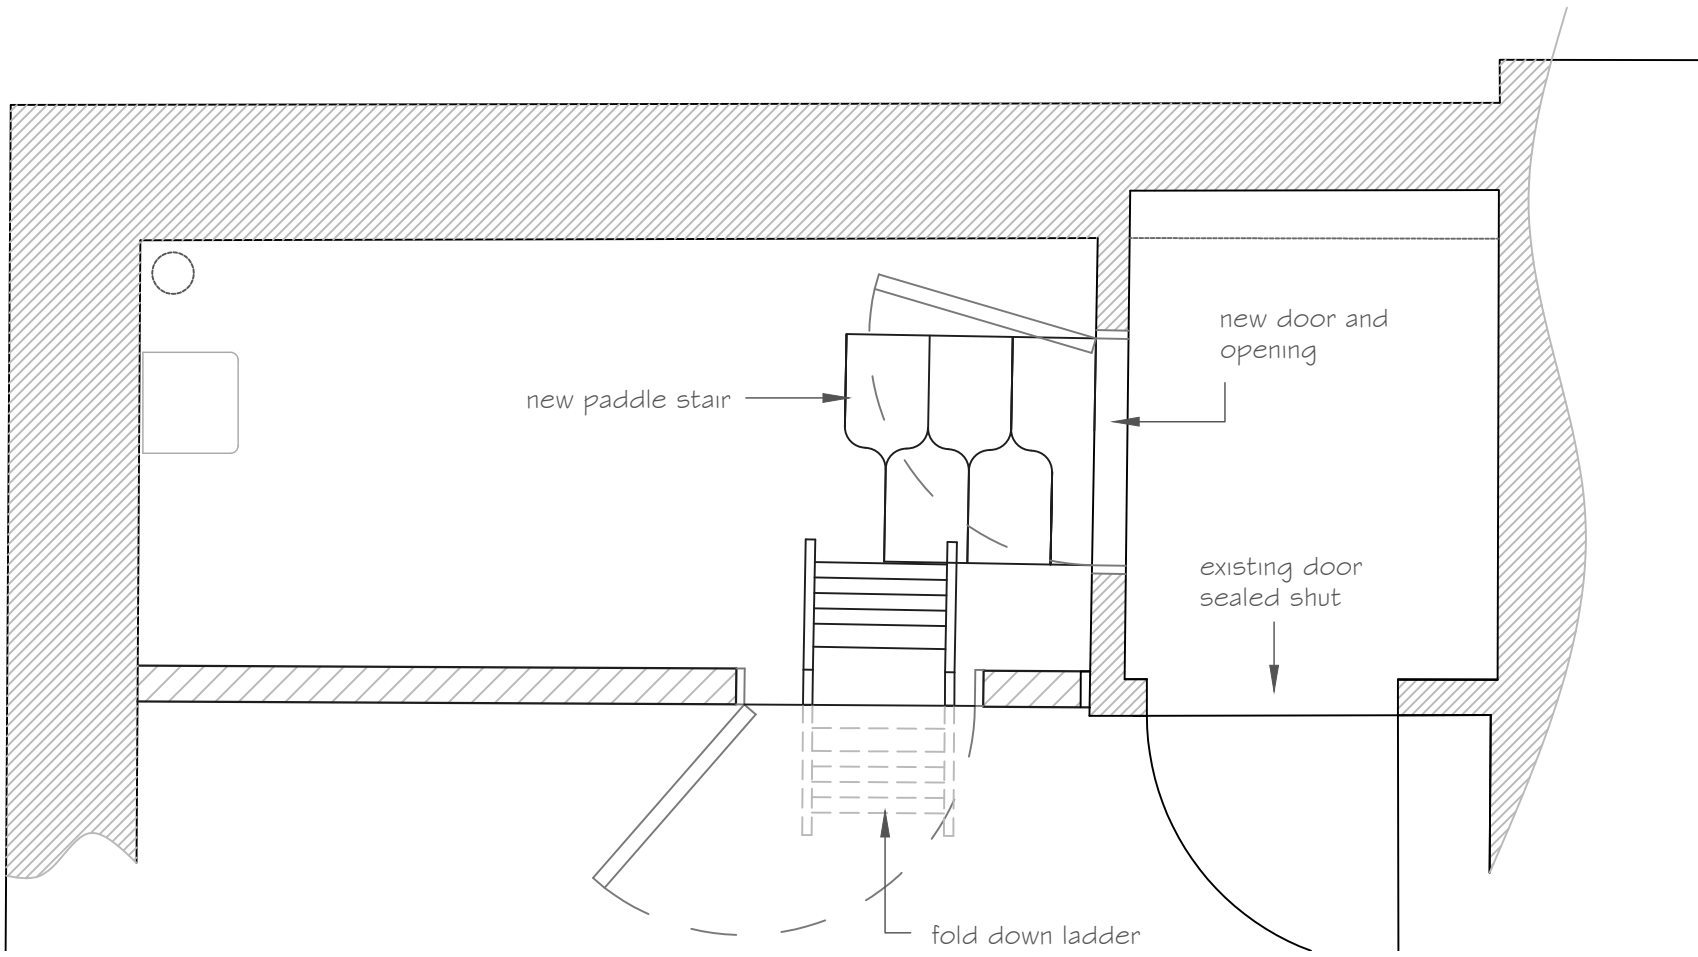 new door and
opening
new paddle stair
existing door
sealed shut
fold down ladder